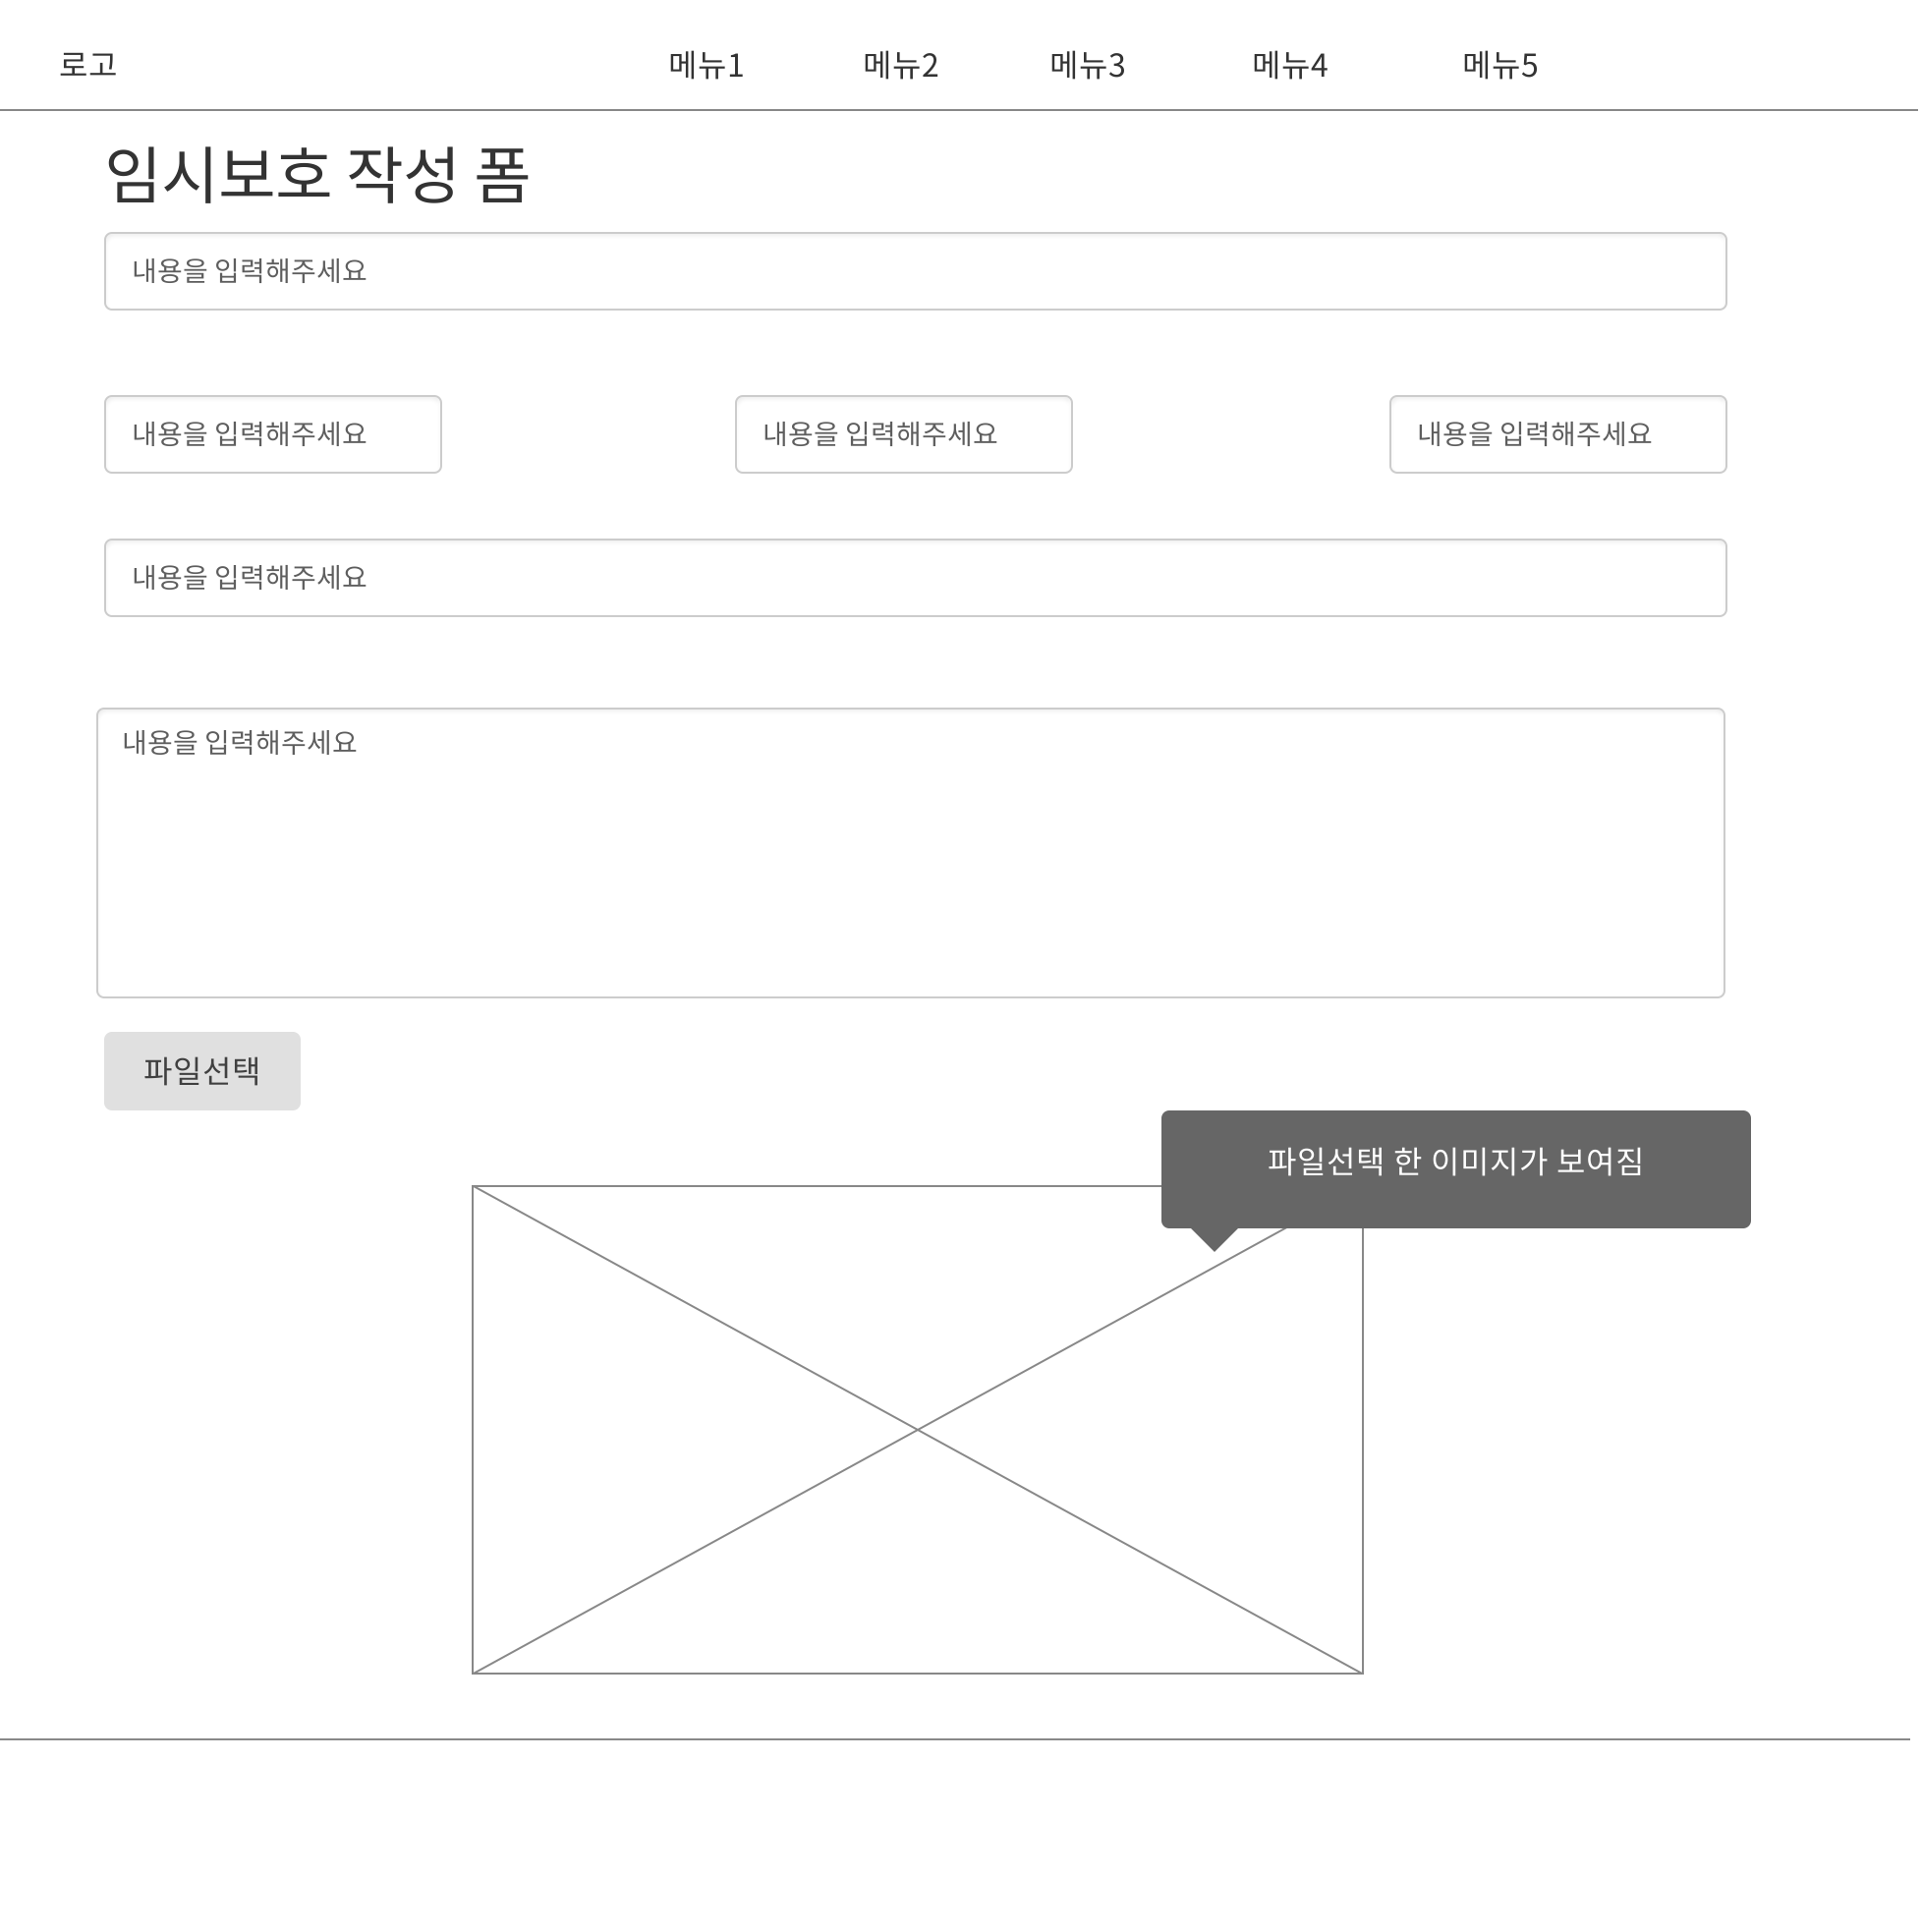 로고 메뉴1 메뉴2 메뉴3 메뉴4 메뉴5
임시보호 작성 폼
내용을 입력해주세요
내용을 입력해주세요 내용을 입력해주세요 내용을 입력해주세요
내용을 입력해주세요
내용을 입력해주세요
파일선택
파일선택 한 이미지가 보여짐